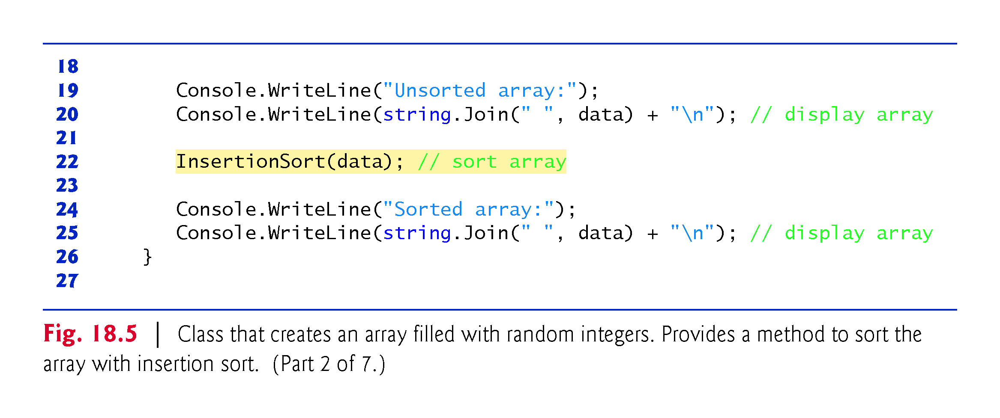 18
19 Console.WriteLine("Unsorted array:");
20 Console.WriteLine(string.Join(" ", data) + "\n"); // display array
21
22 InsertionSort(data); // sort array
23
24 Console.WriteLine("Sorted array:");
25 Console.WriteLine(string.Join(" ", data) + "\n"); // display array
26 }
27
Fig. 18.5 | Class that creates an array filled with random integers. Provides a method to sort the
array with insertion sort. (Part 2 of 7.)